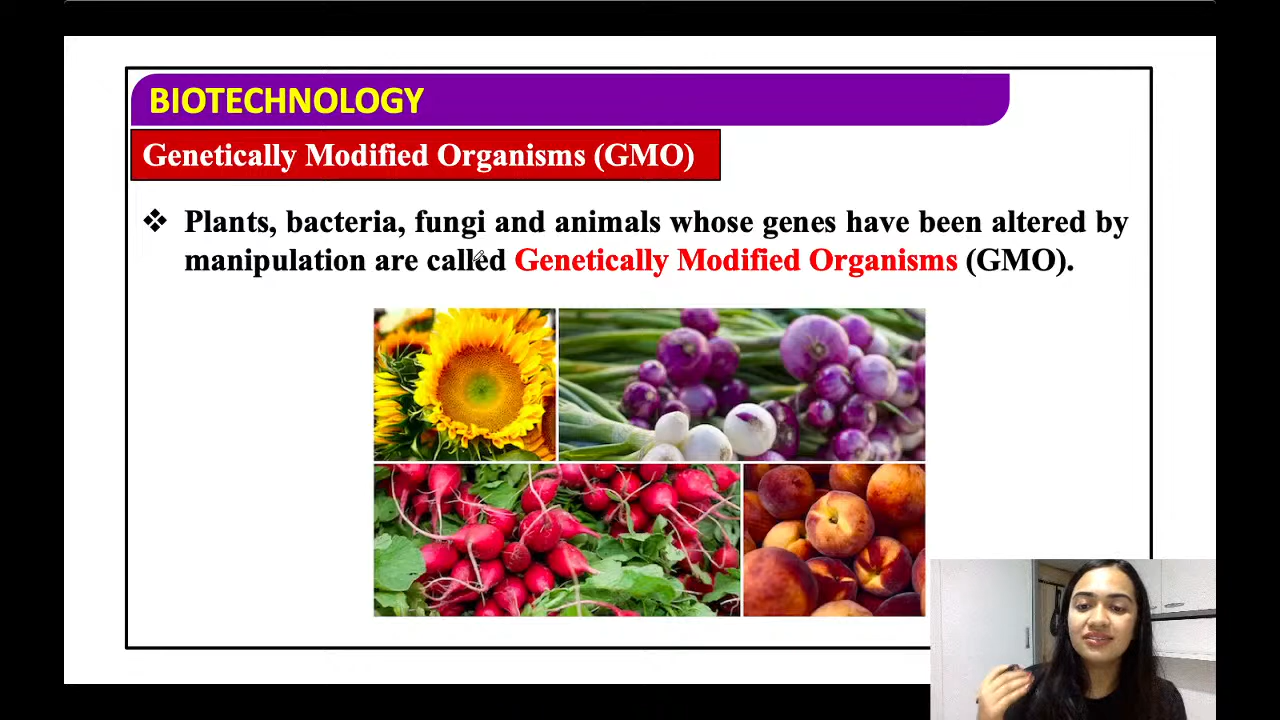 BIOTECHNOLOGY
Genetically Modified Organisms (GMO)
❖ Plants, bacteria, fungi and animals whose genes have been altered by
manipulation are called Genetically Modified Organisms (GMO).